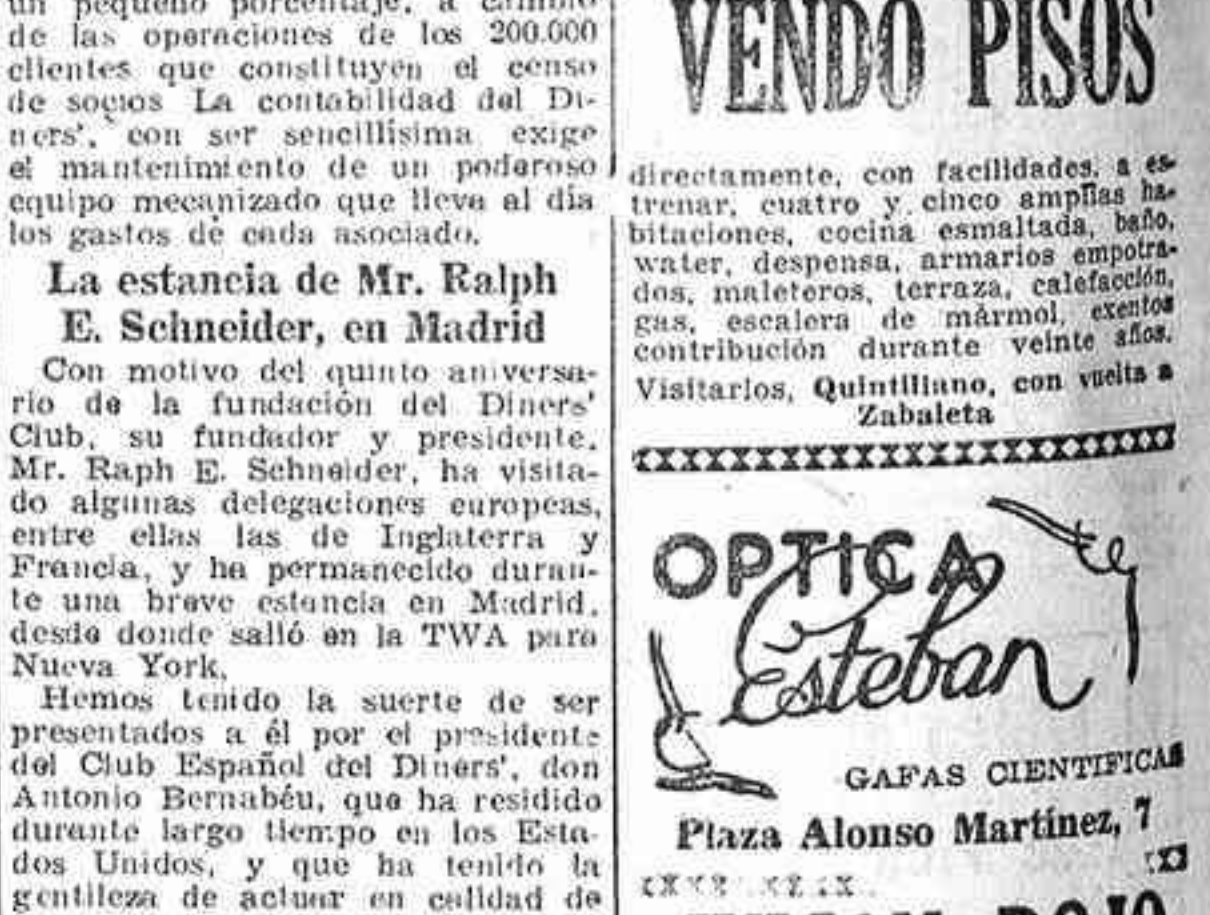 un pequeño porcentaje, a cambio
de las operaciones de los 200.000
clientes que constituyen el censo
de socios La contabilidad del Di-
ners', con ser sencillísima exige
el mantenimiento de un poderoso
equipo mecanizado que lleva al día
los gastos de cada asociado.
La estancia de Mr. Ralph
E. Schneider, en Madrid
Con motivo del quinto aniversa-
rio de la fundación del Diners'
Club, su fundador y presidente,
Mr. Raph E. Schneider, ha visita-
do algunas delegaciones europeas,
entre ellas las de Inglaterra y
Francia, y ha permanecido duran-
te una breve estancia en Madrid,
desde donde salió en la TWA para
Nueva York.
Hemos tenido la suerte de ser
presentados a él por el presidente
del Club Español del Diners', don
Antonio Bernabéu, que ha residido
durante largo tiempo en los Esta-
dos Unidos, y que ha tenido la
gentileza de actuar en calidad de
VENDO PISOS
directamente, con facilidades, a es-
trenar, cuatro y cinco amplias ha-
bitaciones, cocina esmaltada, baño,
water, despensa, armarios empotra-
dos, maleteros, terraza, calefacción,
gas, escalera de mármol, exentos
contribución durante veinte años.
Visitarlos, Quintiliano, con vuelta a
Zabaleta
OPTICA
Esteban
GAFAS CIENTIFICAS
Plaza Alonso Martínez, 7